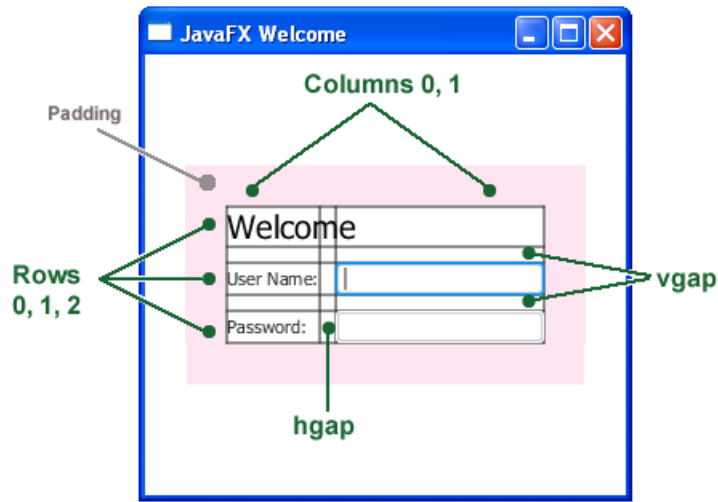 JavaFX Welcome
Columns 0, 1
Padding
Welcome
Rows
0, 1, 2
User Name:
vgap
Password:
hgap